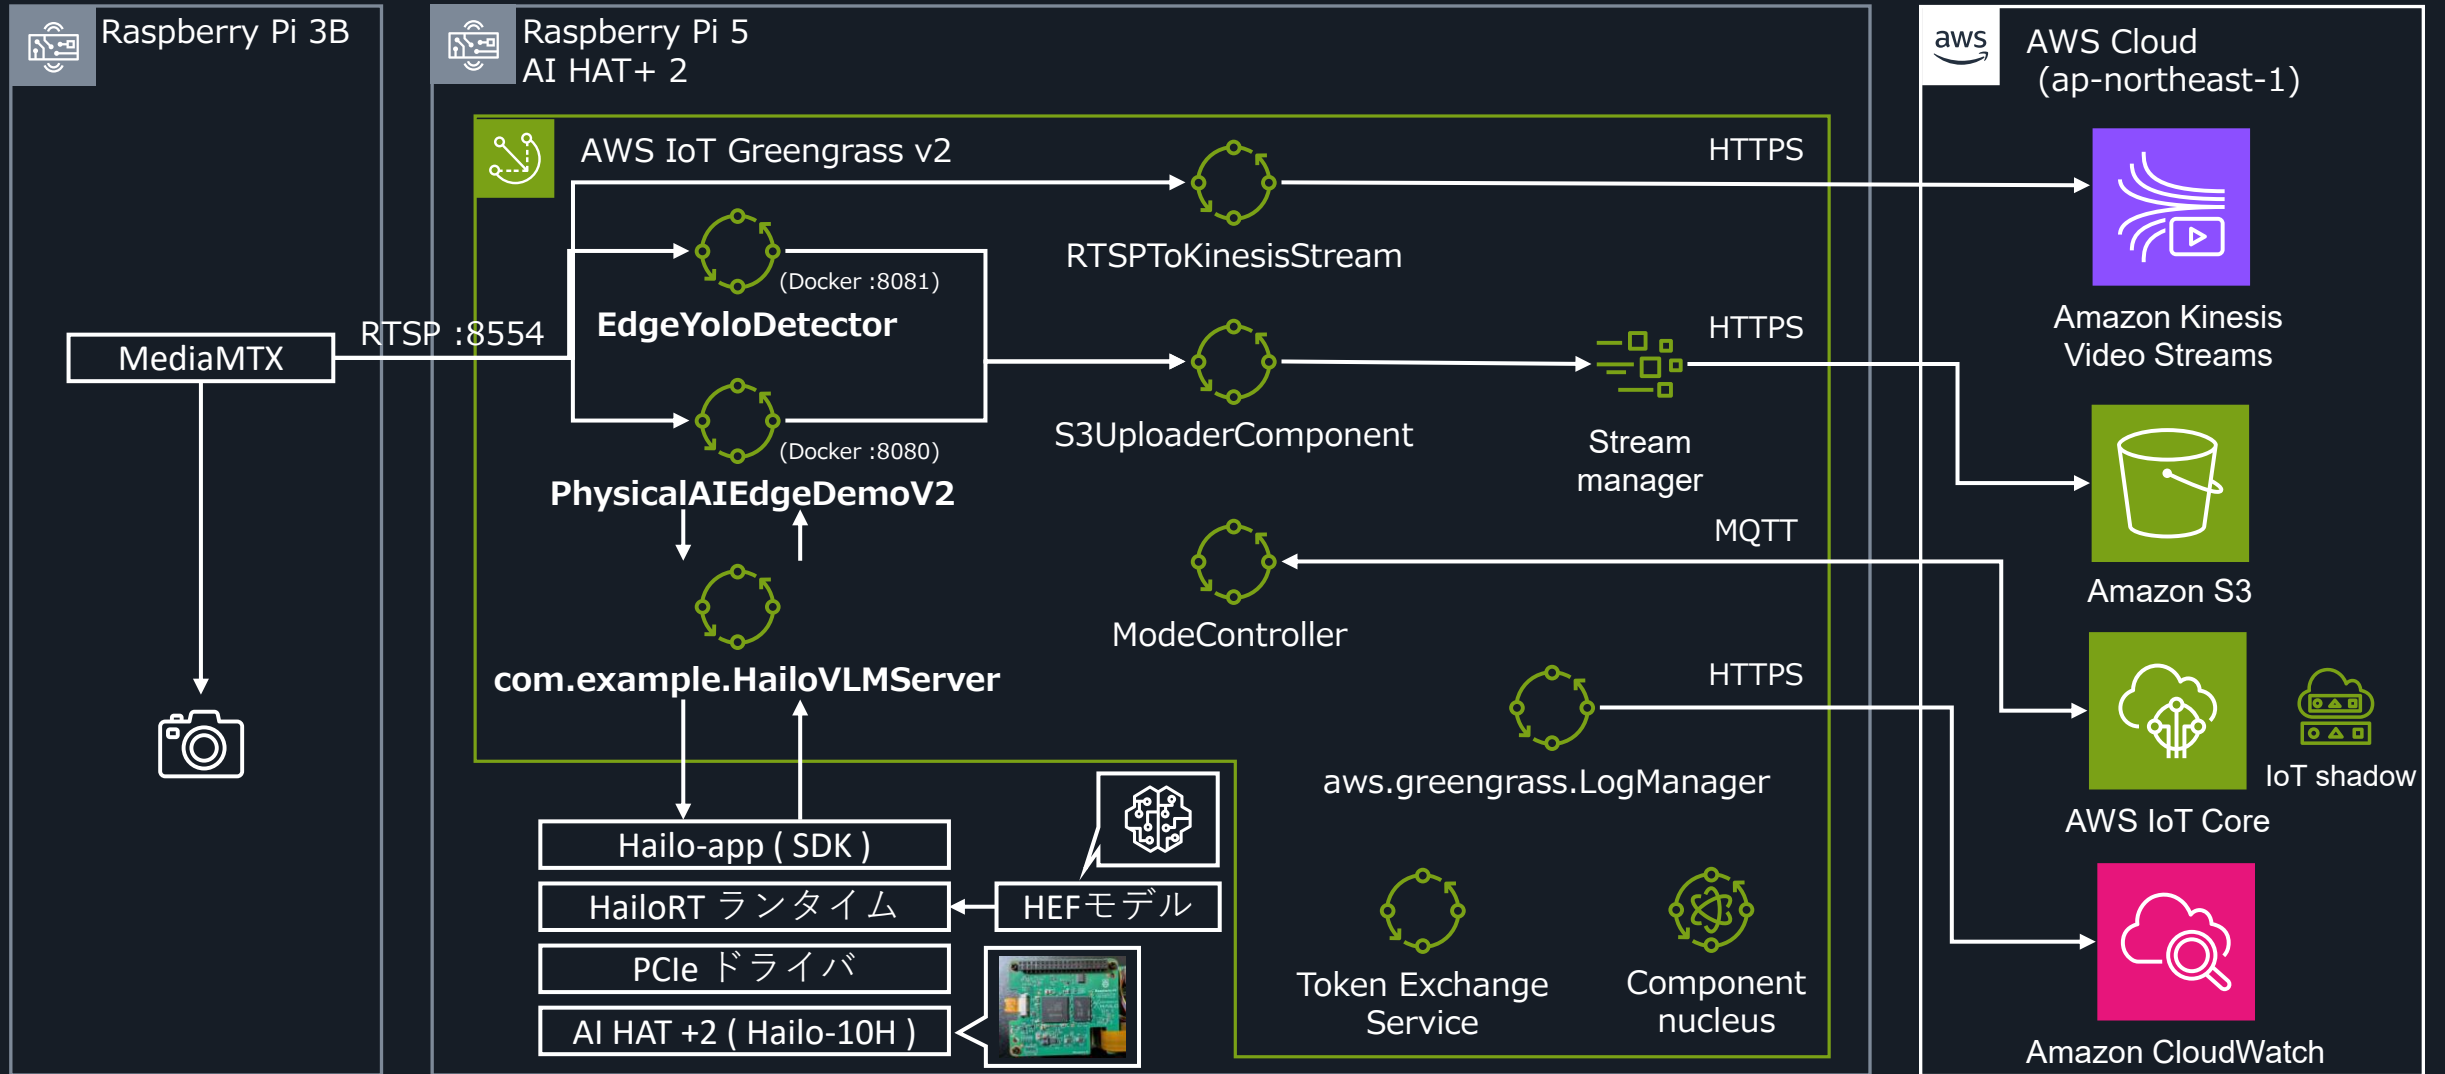 Raspberry Pi 3B
MediaMTX
RTSP :8554
Raspberry Pi 5
AI HAT+ 2
AWS IoT Greengrass v2
(Docker :8081)
EdgeYoloDetector
(Docker :8080)
PhysicalAIEdgeDemoV2
com.example.HailoVLMServer
RTSPToKinesisStream
S3UploaderComponent
Stream
manager
ModeController
aws.greengrass.LogManager
Token Exchange
Service
Component
nucleus
HTTPS
HTTPS
MQTT
HTTPS
Hailo-app ( SDK )
HailoRT ランタイム
HEFモデル
PCIe ドライバ
AI HAT +2 ( Hailo-10H )
aws
AWS Cloud
(ap-northeast-1)
Amazon Kinesis
Video Streams
Amazon S3
AWS IoT Core
IoT shadow
Amazon CloudWatch